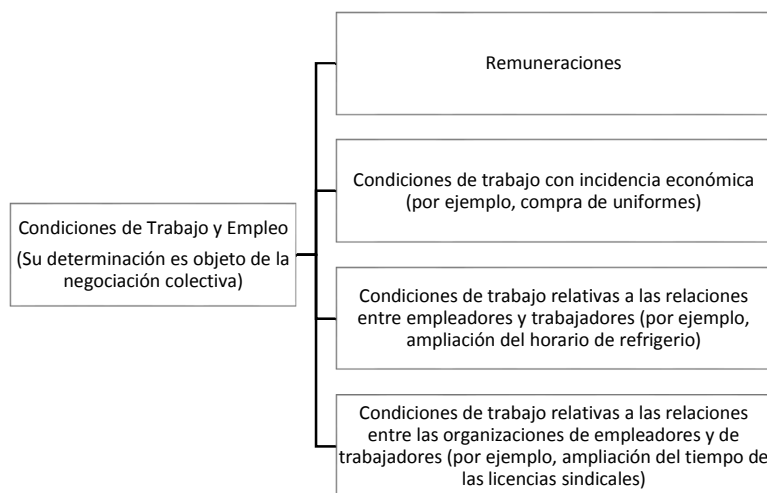 Remuneraciones
Condiciones de trabajo con incidencia económica
(por ejemplo, compra de uniformes)
Condiciones de Trabajo y Empleo
(Su determinación es objeto de la
negociación colectiva)
Condiciones de trabajo relativas a las relaciones
entre empleadores y trabajadores (por ejemplo,
ampliación del horario de refrigerio)
Condiciones de trabajo relativas a las relaciones
entre las organizaciones de empleadores y de
trabajadores (por ejemplo, ampliación del tiempo de
las licencias sindicales)